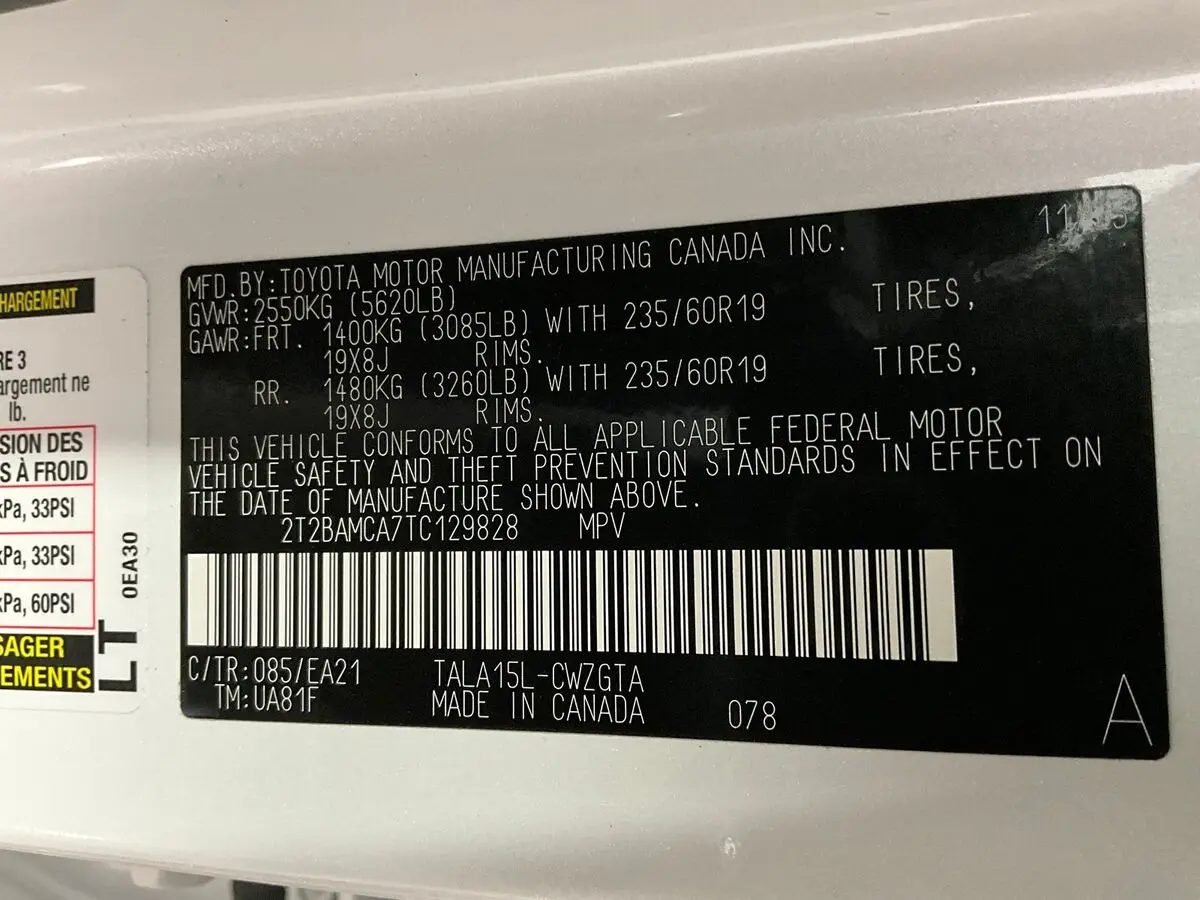 HARGEMENT
RE 3
argement ne
lb.
SION DES
S À FROID
kPa, 33PSI
kPa, 33PSI
kPa, 60PSI
SAGER
EMENTS
0EA30
LT
MFD.BY:TOYOTA MOTOR MANUFACTURING CANADA INC.
GVWR:2550KG (5620LB)
GAWR:FRT. 1400KG (3085LB) WITH 235/60R19 TIRES,
19X8J RIMS.
RR. 1480KG (3260LB) WITH 235/60R19 TIRES,
19X8J RIMS.
THIS VEHICLE CONFORMS TO ALL APPLICABLE FEDERAL MOTOR
VEHICLE SAFETY AND THEFT PREVENTION STANDARDS IN EFFECT ON
THE DATE OF MANUFACTURE SHOWN ABOVE.
2T2BAMCA7TC129828 MPV
C/TR:085/EA21 TALA15L-CWZGTA
TM:UA81F MADE IN CANADA 078
A